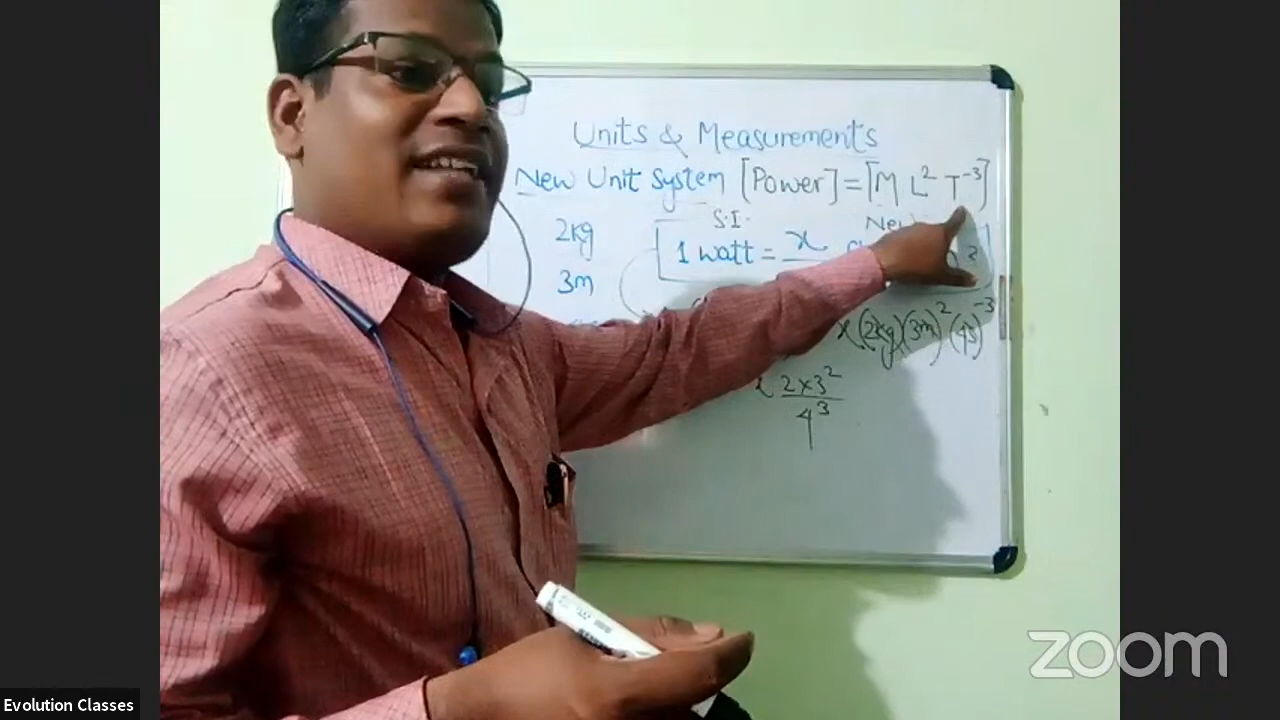 Units & Measurements
New Unit System [Power] = [M L² T⁻³]
S.I.
New
2kg
1 watt = x
3m
x (2kg)(3m)² (4s)⁻³
2×3²
4³
Evolution Classes
zoom